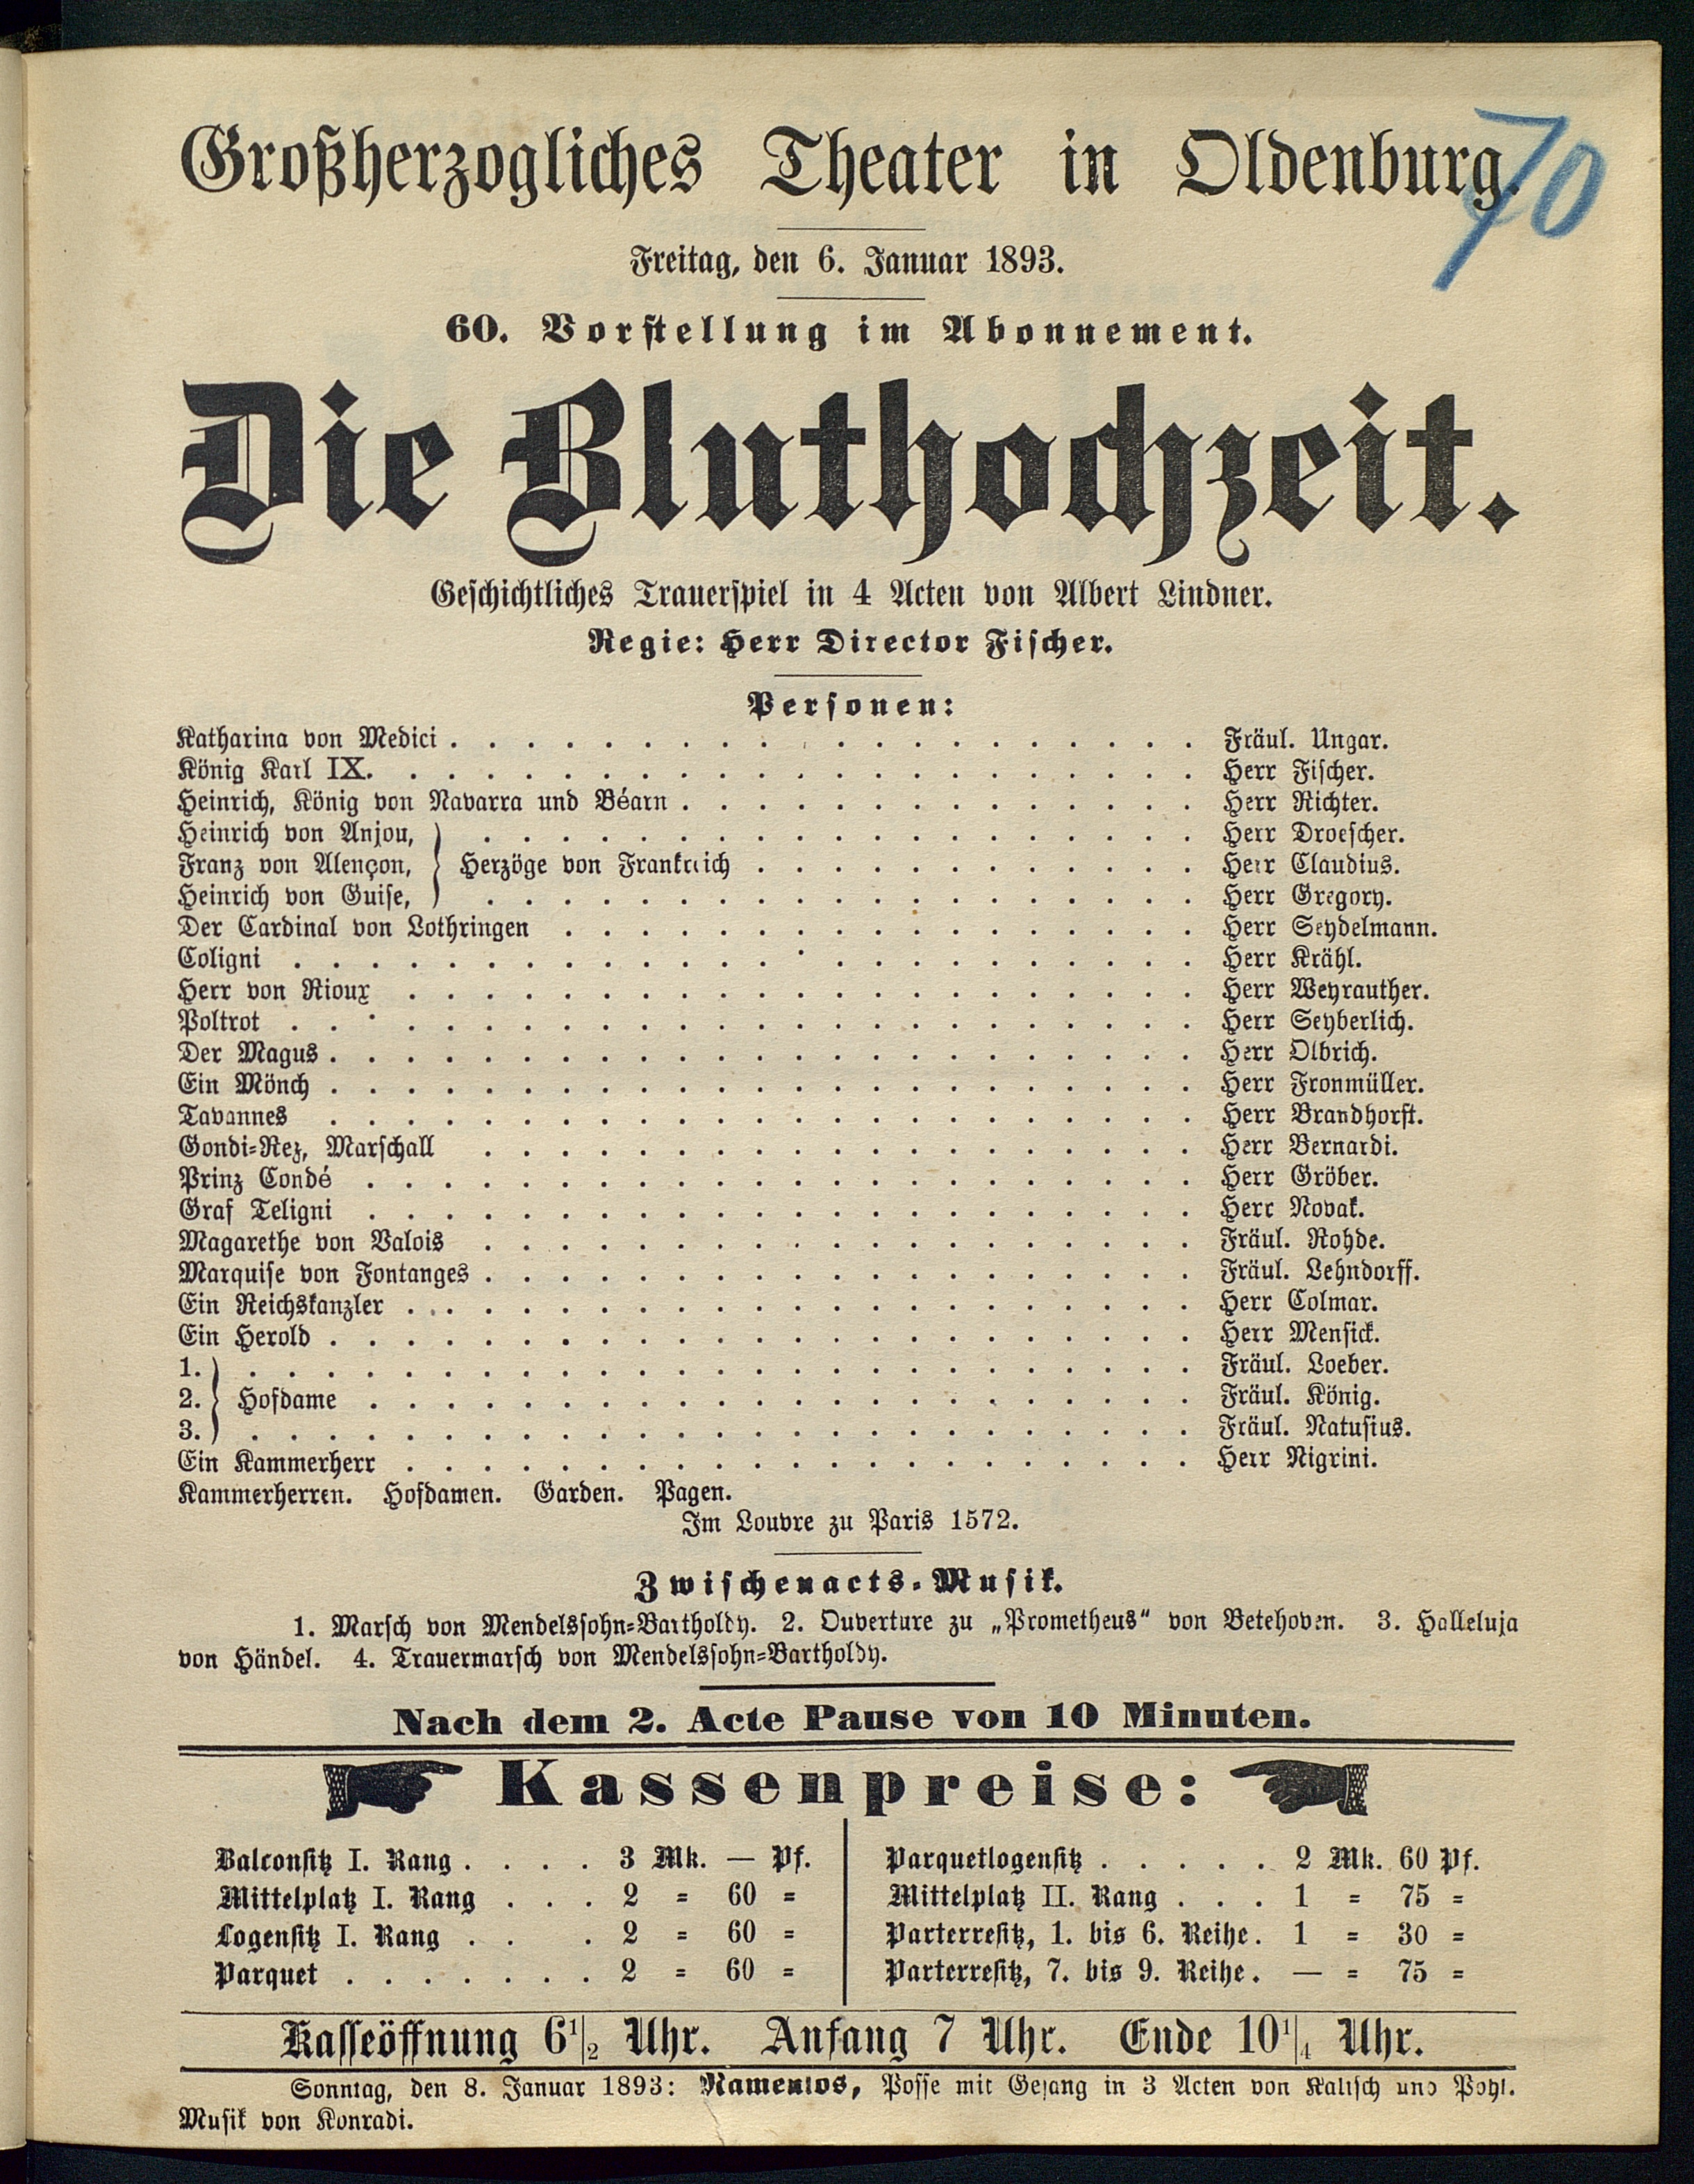 Großherzogliches Theater in Oldenburg.
70
Freitag, den 6. Januar 1893.
60. Vorstellung im Abonnement.
Die Bluthochzeit.
Geschichtliches Trauerspiel in 4 Acten von Albert Lindner.
Regie: Herr Director Fischer.
Personen:
Katharina von Medici . . . . . . . . . . . . . . . . . . . . Fräul. Ungar.
König Karl IX. . . . . . . . . . . . . . . . . . . . . . Herr Fischer.
Heinrich, König von Navarra und Béarn . . . . . . . . . . . . . . Herr Richter.
Heinrich von Anjou, . . . . . . . . . . . . . . . . . . . Herr Droescher.
Franz von Alençon, } Herzöge von Frankreich . . . . . . . . . . . . Herr Claudius.
Heinrich von Guise, . . . . . . . . . . . . . . . . . . . Herr Gregory.
Der Cardinal von Lothringen . . . . . . . . . . . . . . . . . Herr Seydelmann.
Coligni . . . . . . . . . . . . . . . . . . . . . . . . Herr Krähl.
Herr von Rioux . . . . . . . . . . . . . . . . . . . . . Herr Weyrauther.
Poltrot . . . . . . . . . . . . . . . . . . . . . . . . Herr Seyberlich.
Der Magus . . . . . . . . . . . . . . . . . . . . . . . Herr Olbrich.
Ein Mönch . . . . . . . . . . . . . . . . . . . . . . . Herr Fronmüller.
Tavannes . . . . . . . . . . . . . . . . . . . . . . . Herr Brandhorst.
Gondi-Rez, Marschall . . . . . . . . . . . . . . . . . . . Herr Bernardi.
Prinz Condé . . . . . . . . . . . . . . . . . . . . . . Herr Gröber.
Graf Teligni . . . . . . . . . . . . . . . . . . . . . . Herr Novak.
Magarethe von Valois . . . . . . . . . . . . . . . . . . . Fräul. Rohde.
Marquise von Fontanges . . . . . . . . . . . . . . . . . . . Fräul. Lehndorff.
Ein Reichskanzler . . . . . . . . . . . . . . . . . . . . . Herr Colmar.
Ein Herold . . . . . . . . . . . . . . . . . . . . . . . Herr Mensick.
1. . . . . . . . . . . . . . . . . . . . . . . . . . Fräul. Loeber.
2. } Hofdame . . . . . . . . . . . . . . . . . . . . . . Fräul. König.
3. . . . . . . . . . . . . . . . . . . . . . . . . . Fräul. Natusius.
Ein Kammerherr . . . . . . . . . . . . . . . . . . . . . Herr Nigrini.
Kammerherren. Hofdamen. Garden. Pagen.
Im Louvre zu Paris 1572.
Zwischenacts-Musik.
1. Marsch von Mendelssohn-Bartholdy. 2. Ouverture zu „Prometheus“ von Betehoven. 3. Halleluja
von Händel. 4. Trauermarsch von Mendelssohn-Bartholdy.
Nach dem 2. Acte Pause von 10 Minuten.
Kassenpreise:
Balconsitz I. Rang . . . . 3 Mk. — Pf.
Mittelplatz I. Rang . . . 2 = 60 =
Logensitz I. Rang . . . 2 = 60 =
Parquet . . . . . . . 2 = 60 =
Parquetlogensitz . . . . . 2 Mk. 60 Pf.
Mittelplatz II. Rang . . . 1 = 75 =
Parterresitz, 1. bis 6. Reihe. 1 = 30 =
Parterresitz, 7. bis 9. Reihe. — = 75 =
Kasseöffnung 6 1/2 Uhr. Anfang 7 Uhr. Ende 10 1/4 Uhr.
Sonntag, den 8. Januar 1893: Namenlos, Posse mit Gesang in 3 Acten von Kalisch und Pohl.
Musik von Konradi.